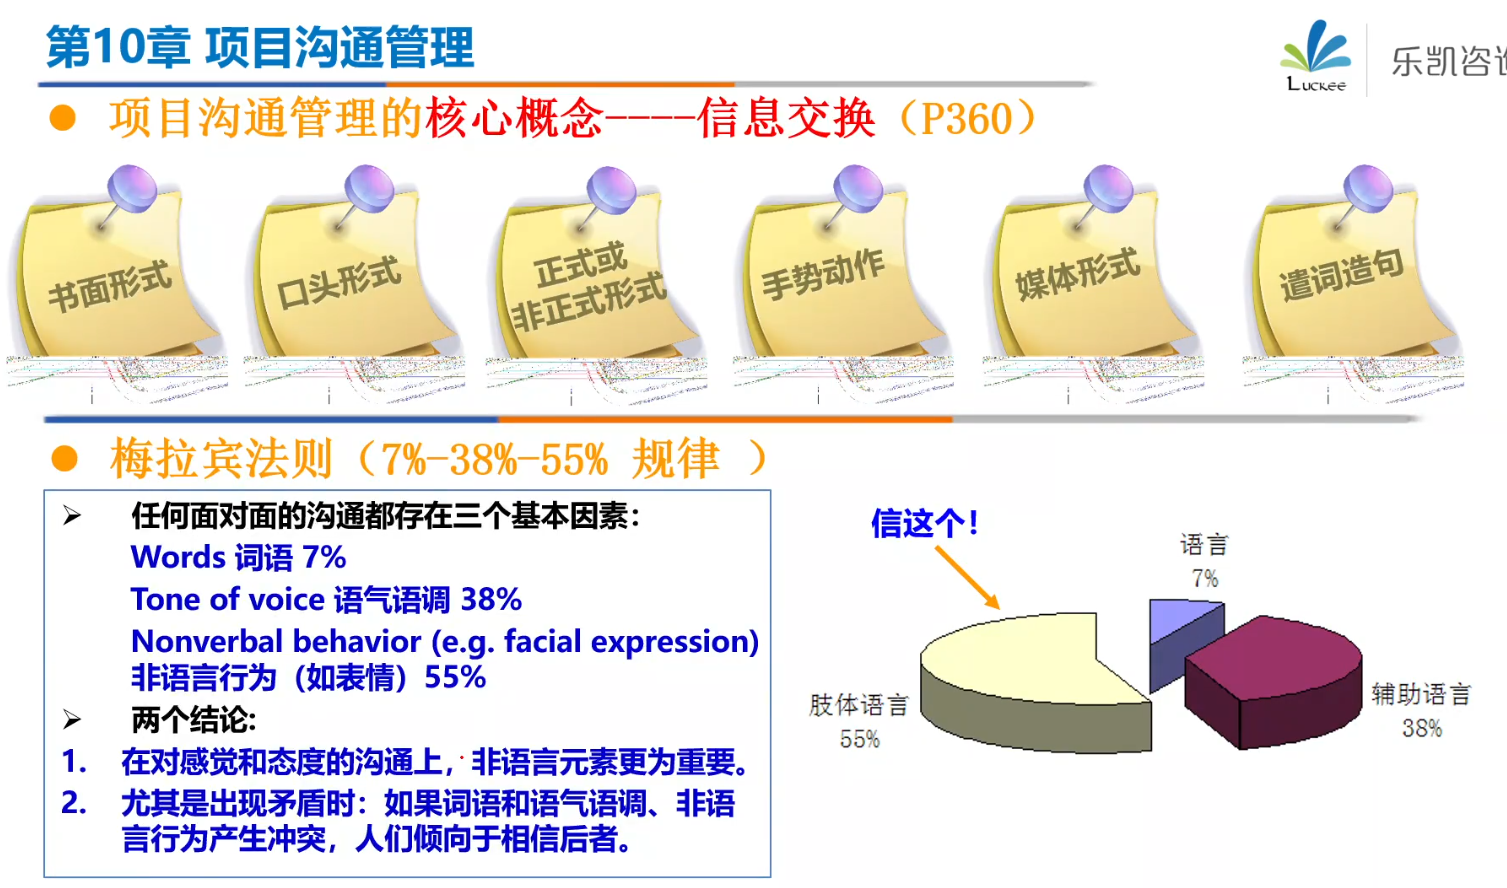 第10章 项目沟通管理
LUCKEE
乐凯咨
● 项目沟通管理的核心概念----信息交换（P360）
书面形式
口头形式
正式或
非正式形式
手势动作
媒体形式
遣词造句
● 梅拉宾法则（7%-38%-55% 规律 ）
➢ 任何面对面的沟通都存在三个基本因素：
Words 词语 7%
Tone of voice 语气语调 38%
Nonverbal behavior (e.g. facial expression)
非语言行为（如表情）55%
➢ 两个结论:
1. 在对感觉和态度的沟通上，非语言元素更为重要。
2. 尤其是出现矛盾时：如果词语和语气语调、非语
言行为产生冲突，人们倾向于相信后者。
信这个！
语言
7%
肢体语言
55%
辅助语言
38%